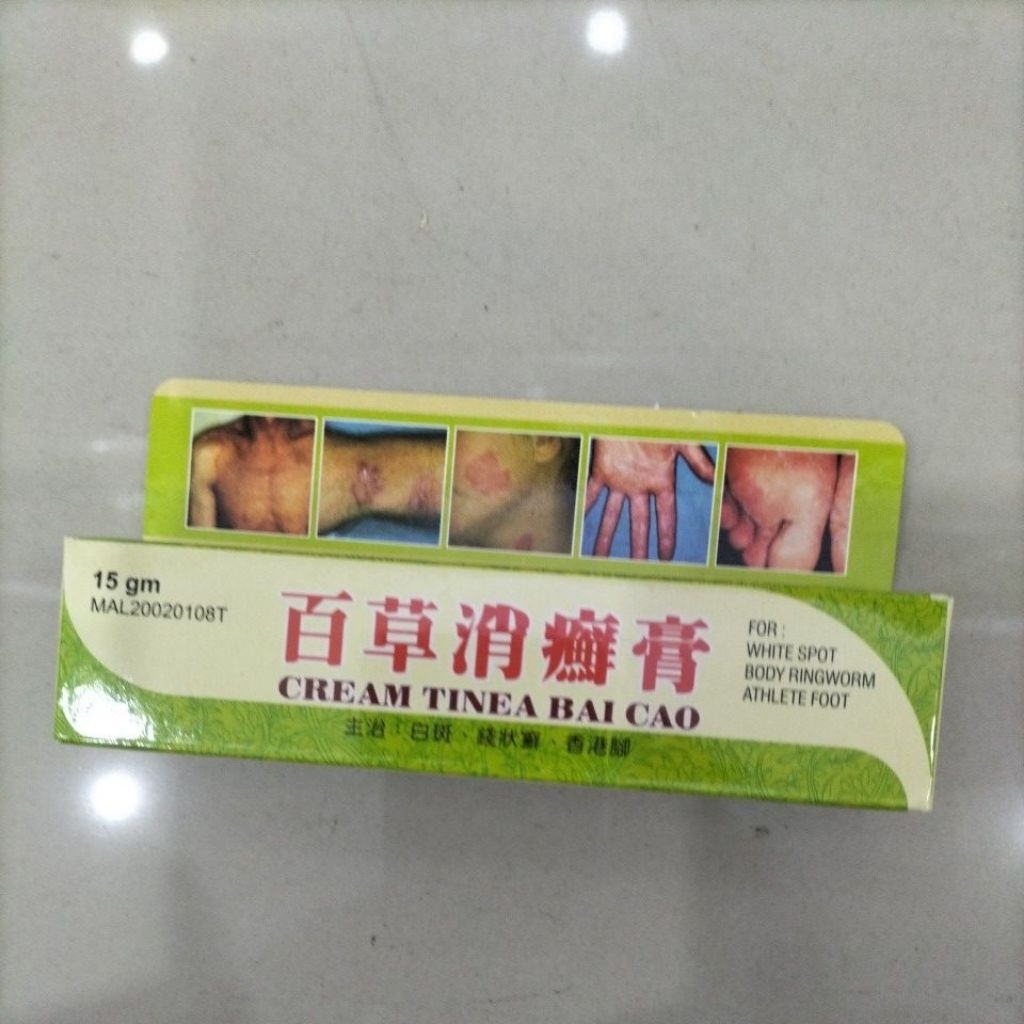 15 gm
MAL20020108T
百草消癬膏
CREAM TINEA BAI CAO
主治：白斑、錢狀癬、香港腳
FOR :
WHITE SPOT
BODY RINGWORM
ATHLETE FOOT